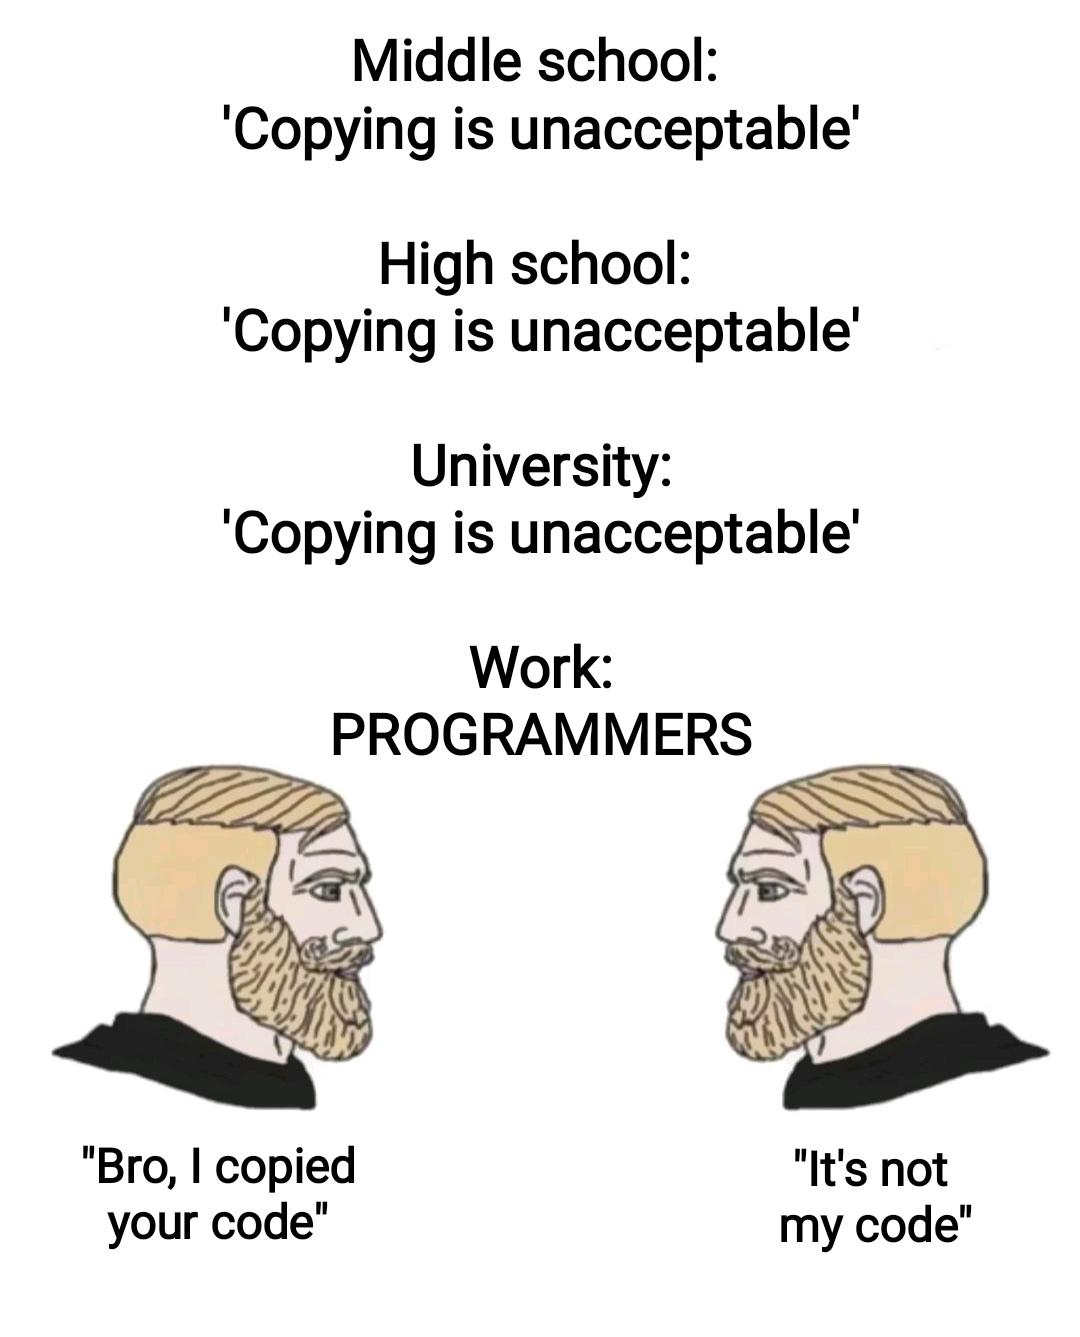 Middle school:
'Copying is unacceptable'
High school:
'Copying is unacceptable'
University:
'Copying is unacceptable'
Work:
PROGRAMMERS
"Bro, I copied
your code"
"It's not
my code"